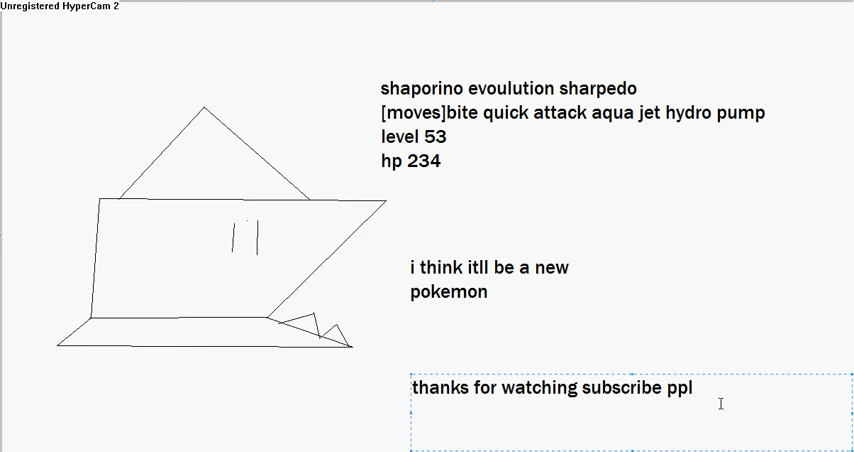 Unregistered HyperCam 2
shaporino evoulution sharpedo
[moves]bite quick attack aqua jet hydro pump
level 53
hp 234
i think itll be a new
pokemon
thanks for watching subscribe ppl